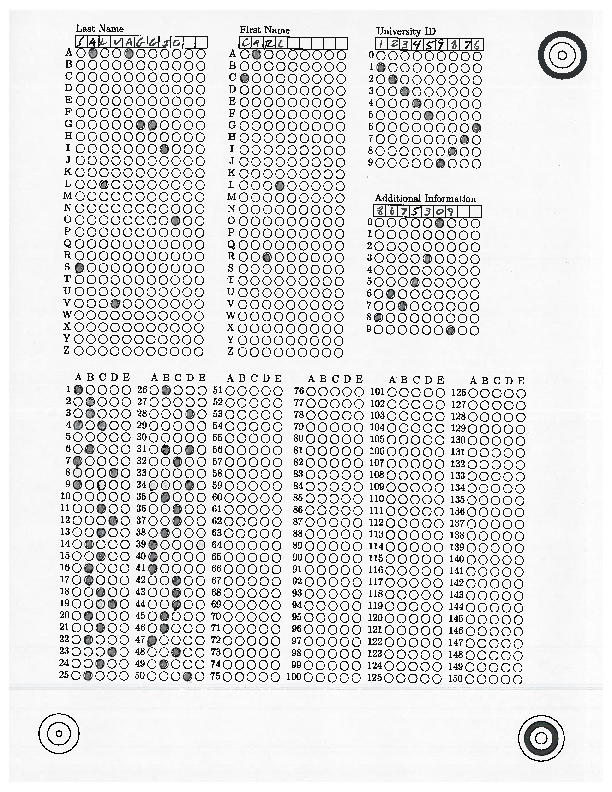 Last Name
SALVAGGIO
First Name
CARL
University ID
123459876
Additional Information
8675309
A A
B B
C C
D D
E E
F F
G G
H H
I I
J J
K K
L L
M M
N N
O O
P P
Q Q
R R
S S
T T
U U
V V
W W
X X
Y Y
Z Z
0
1
2
3
4
5
6
7
8
9
0
1
2
3
4
5
6
7
8
9
A B C D E A B C D E A B C D E A B C D E A B C D E A B C D E
1 26 51 76 101 126
2 27 52 77 102 127
3 28 53 78 103 128
4 29 54 79 104 129
5 30 55 80 105 130
6 31 56 81 106 131
7 32 57 82 107 132
8 33 58 83 108 133
9 34 59 84 109 134
10 35 60 85 110 135
11 36 61 86 111 136
12 37 62 87 112 137
13 38 63 88 113 138
14 39 64 89 114 139
15 40 65 90 115 140
16 41 66 91 116 141
17 42 67 92 117 142
18 43 68 93 118 143
19 44 69 94 119 144
20 45 70 95 120 145
21 46 71 96 121 146
22 47 72 97 122 147
23 48 73 98 123 148
24 49 74 99 124 149
25 50 75 100 125 150